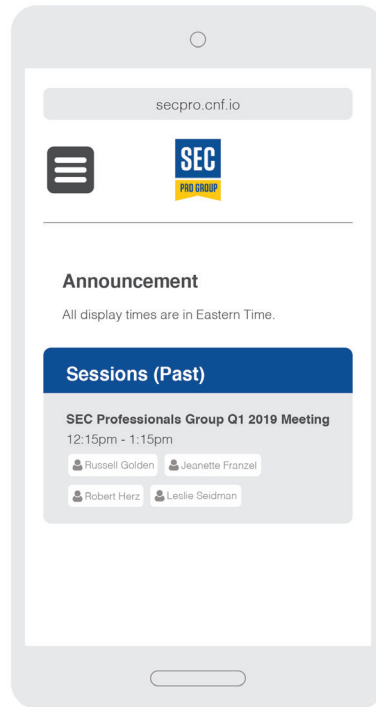 secpro.cnf.io
SEC
PRO GROUP
Announcement
All display times are in Eastern Time.
Sessions (Past)
SEC Professionals Group Q1 2019 Meeting
12:15pm - 1:15pm
Russell Golden Jeanette Franzel
Robert Herz Leslie Seidman